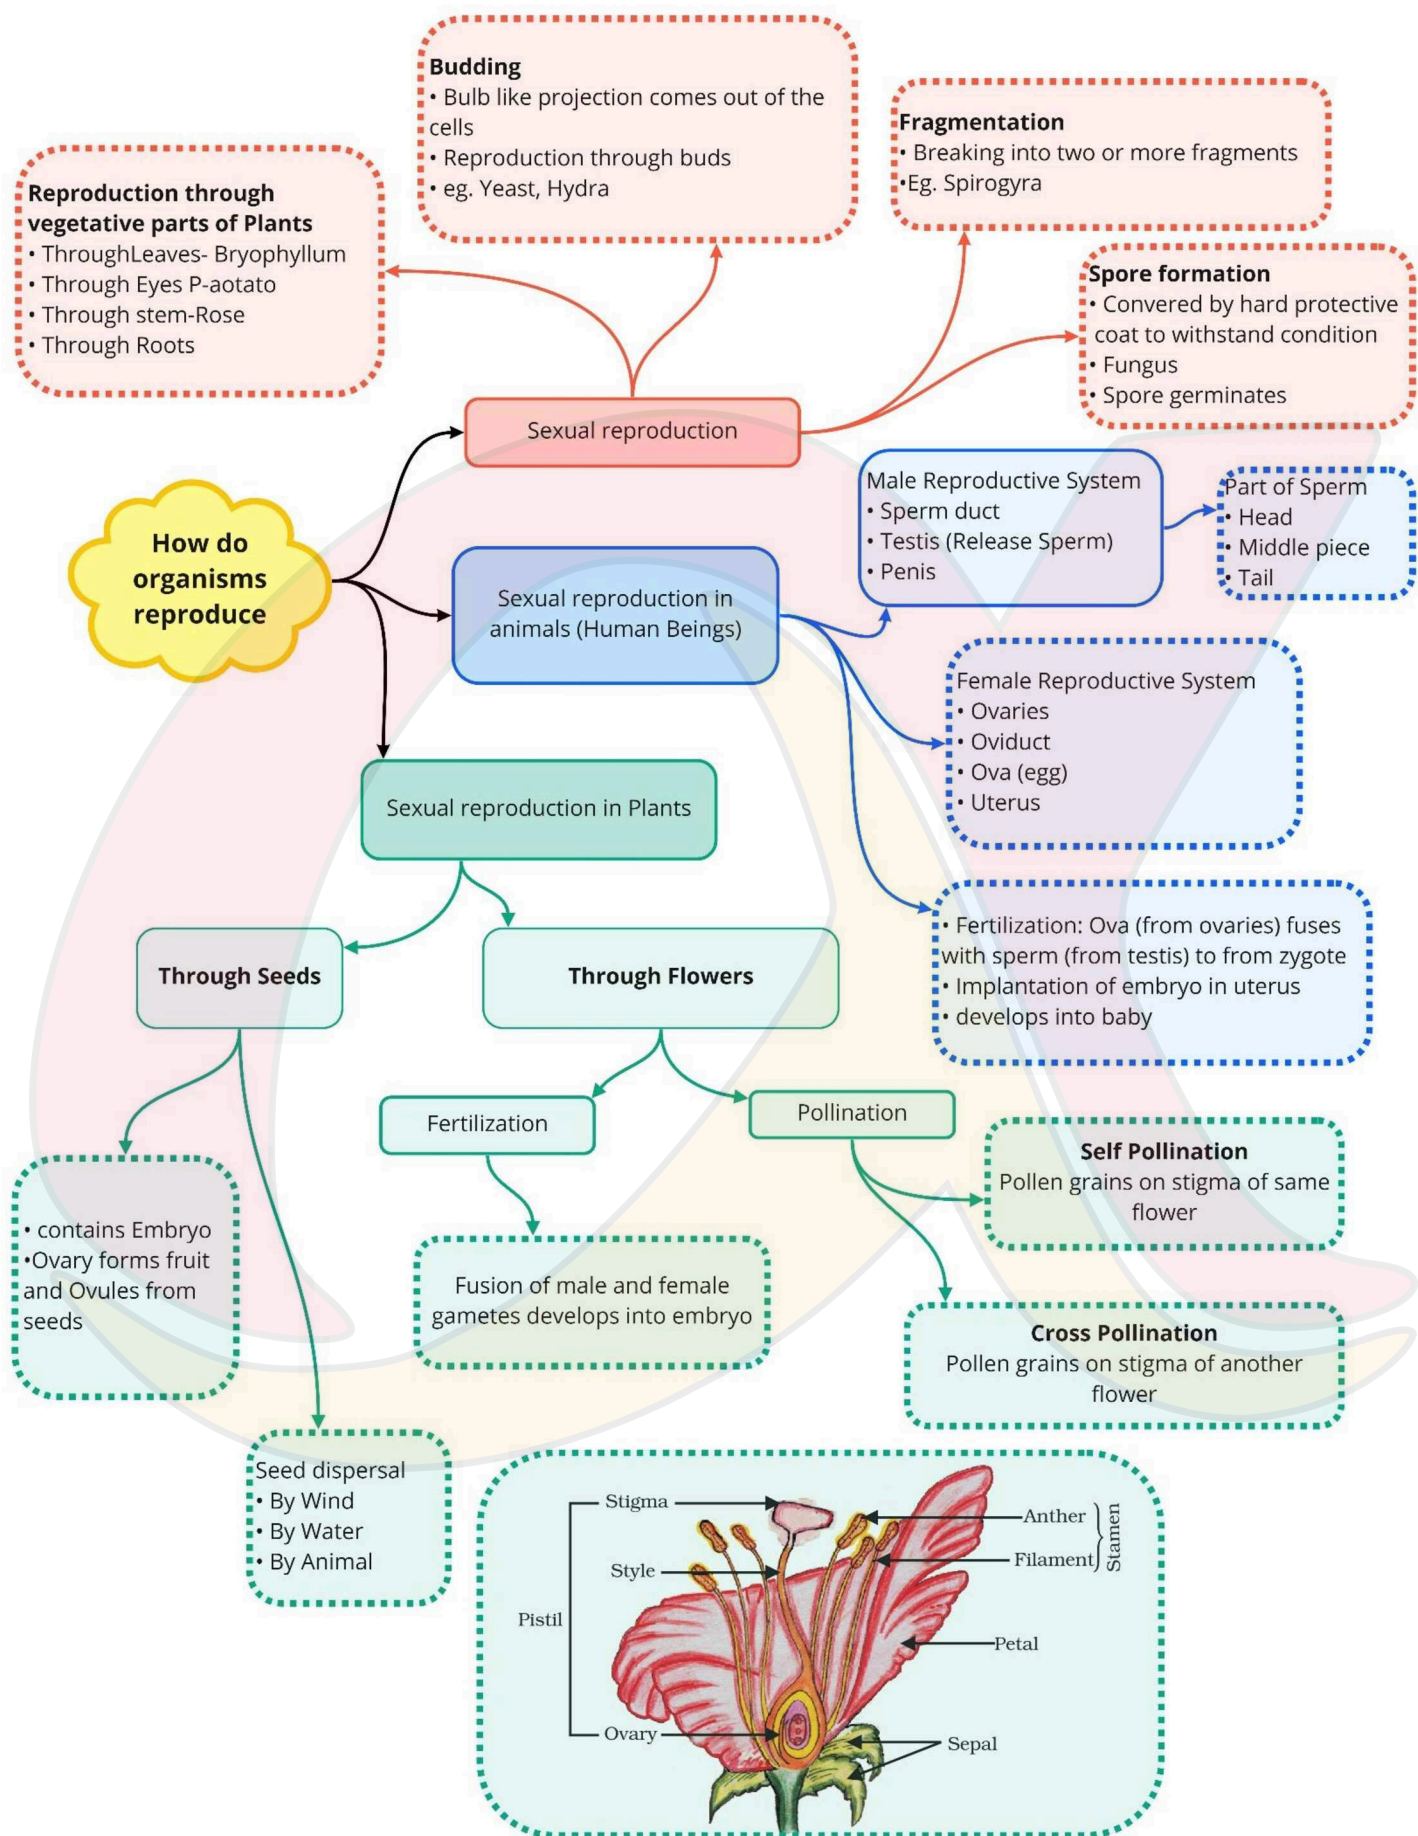 Budding
• Bulb like projection comes out of the
cells
• Reproduction through buds
• eg. Yeast, Hydra
Fragmentation
• Breaking into two or more fragments
•Eg. Spirogyra
Reproduction through
vegetative parts of Plants
• ThroughLeaves- Bryophyllum
• Through Eyes P-aotato
• Through stem-Rose
• Through Roots
Spore formation
• Convered by hard protective
coat to withstand condition
• Fungus
• Spore germinates
Sexual reproduction
How do
organisms
reproduce
Sexual reproduction in
animals (Human Beings)
Male Reproductive System
• Sperm duct
• Testis (Release Sperm)
• Penis
Part of Sperm
• Head
• Middle piece
• Tail
Female Reproductive System
• Ovaries
• Oviduct
• Ova (egg)
• Uterus
Sexual reproduction in Plants
• Fertilization: Ova (from ovaries) fuses
with sperm (from testis) to from zygote
• Implantation of embryo in uterus
• develops into baby
Through Seeds
Through Flowers
Fertilization
Pollination
Self Pollination
Pollen grains on stigma of same
flower
• contains Embryo
•Ovary forms fruit
and Ovules from
seeds
Fusion of male and female
gametes develops into embryo
Cross Pollination
Pollen grains on stigma of another
flower
Seed dispersal
• By Wind
• By Water
• By Animal
Stigma
Anther
Filament
Stamen
Style
Pistil
Petal
Ovary
Sepal